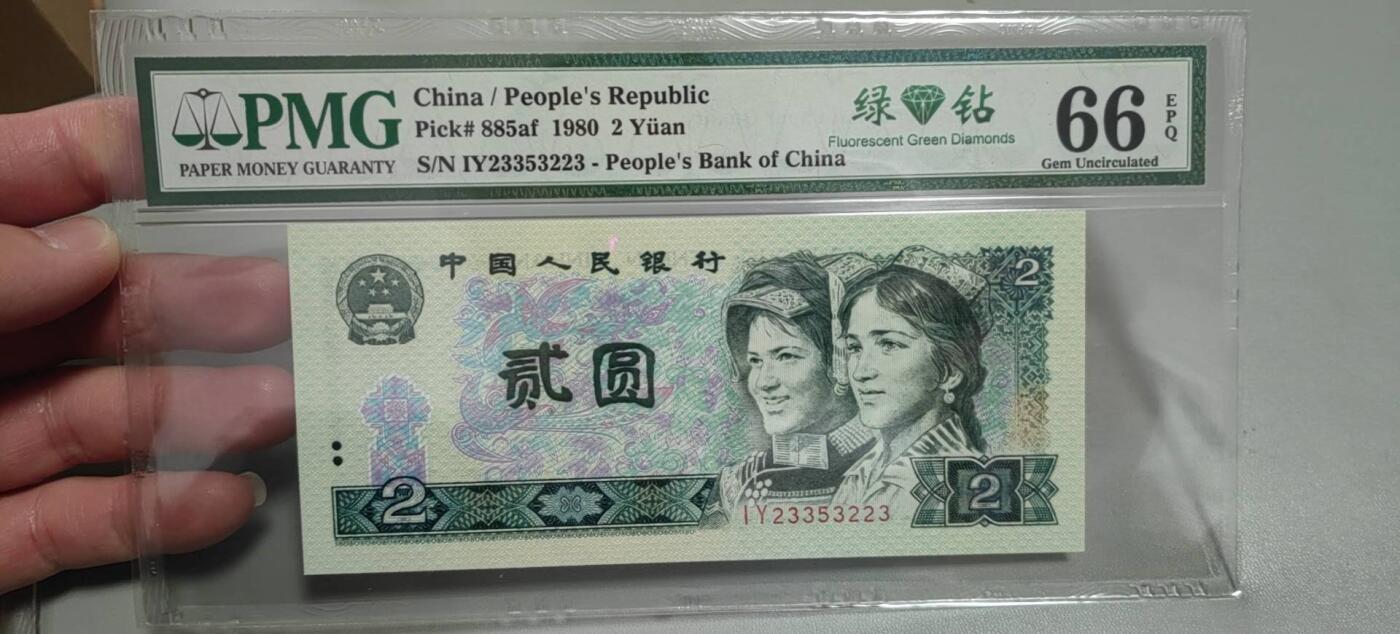 PMG
PAPER MONEY GUARANTY
China / People's Republic
Pick# 885af 1980 2 Yüan
S/N IY23353223 - People's Bank of China
绿 钻
Fluorescent Green Diamonds
66
EPQ
Gem Uncirculated
中国人民银行
2
贰圆
2
IY23353223
2